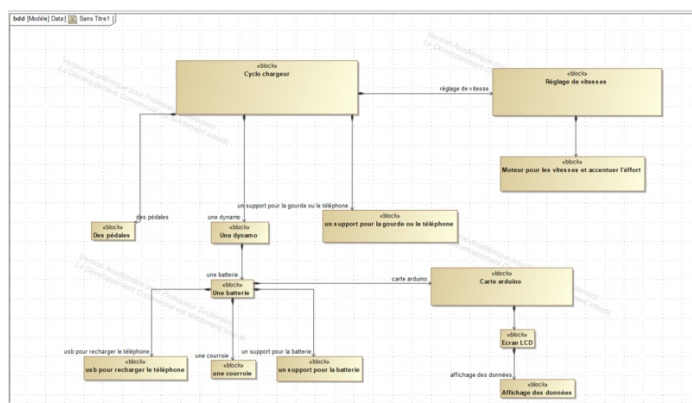 bdd [Modèle] Data [ Sans Titre1 ]
«block»
Cyclo chargeur
«block»
Réglage de vitesses
réglage de vitesse
«block»
Moteur pour les vitesses et accentuer l'éffort
des pédales
un support pour la gourde ou le téléphone
une dynamo
«block»
Des pédales
«block»
Une dynamo
«block»
un support pour la gourde ou le téléphone
une batterie
carte arduino
«block»
Une batterie
«block»
Carte arduino
«block»
Ecran LCD
usb pour recharger le téléphone
une courroie
un support pour la batterie
«block»
usb pour recharger le téléphone
«block»
une courroie
«block»
un support pour la batterie
affichage des données
«block»
Affichage des données